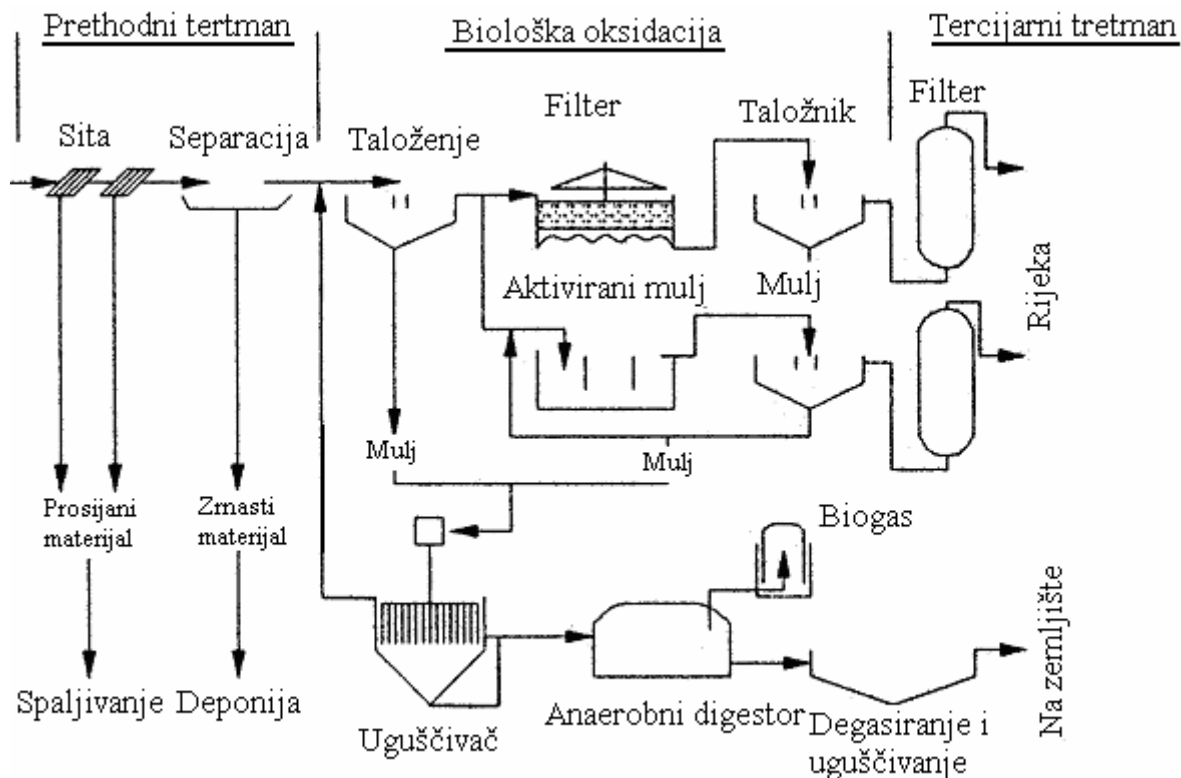 Prethodni tertman
Biološka oksidacija
Tercijarni tretman
Sita
Separacija
Taloženje
Filter
Taložnik
Filter
Aktivirani mulj
Mulj
Rijeka
Mulj
Mulj
Prosijani
materijal
Zrnasti
materijal
Biogas
Spaljivanje
Deponija
Uguščivač
Anaerobni digestor
Degasiranje i
uguščivanje
Na zemljište